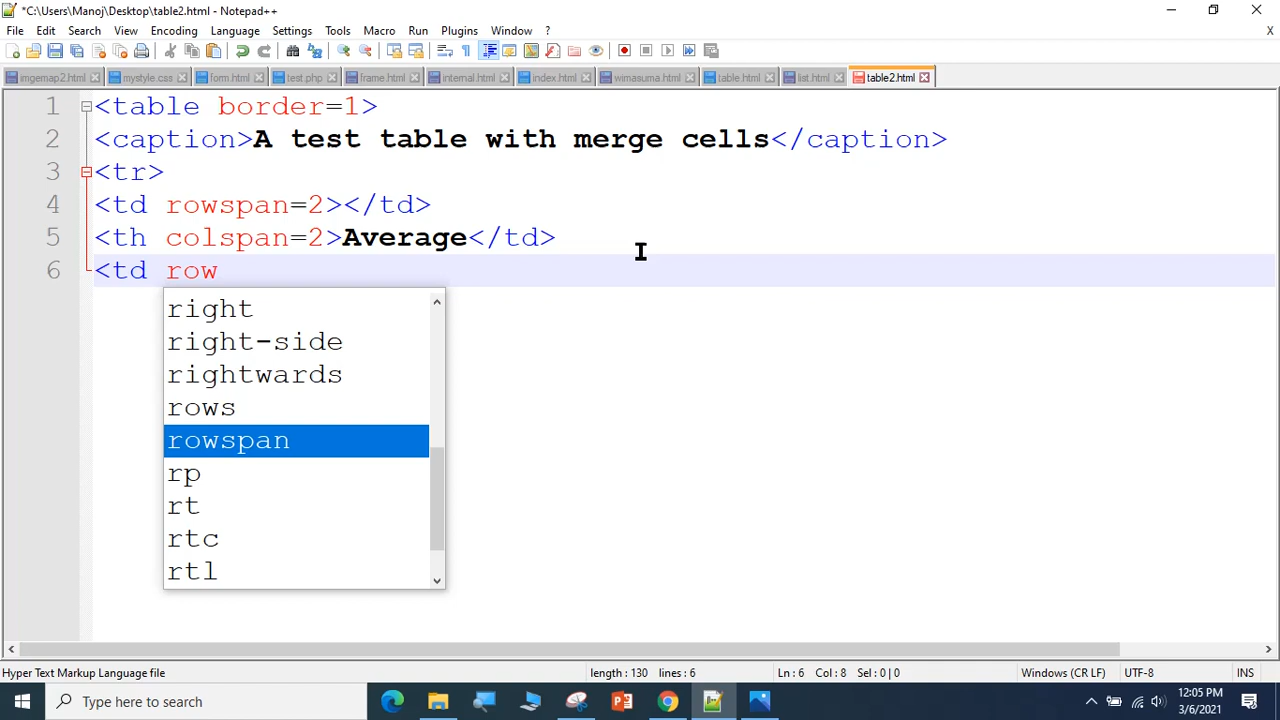 *C:\Users\Manoj\Desktop\table2.html - Notepad++
File Edit Search View Encoding Language Settings Tools Macro Run Plugins Window ? X
imgemap2.html mystyle.css form.html test.php frame.html internal.html index.html wimasuma.html table.html list.html table2.html
1 <table border=1>
2 <caption>A test table with merge cells</caption>
3 <tr>
4 <td rowspan=2></td>
5 <th colspan=2>Average</td>
6 <td row
right
right-side
rightwards
rows
rowspan
rp
rt
rtc
rtl
Hyper Text Markup Language file length : 130 lines : 6 Ln : 6 Col : 8 Sel : 0 | 0 Windows (CR LF) UTF-8 INS
Type here to search
12:05 PM
3/6/2021